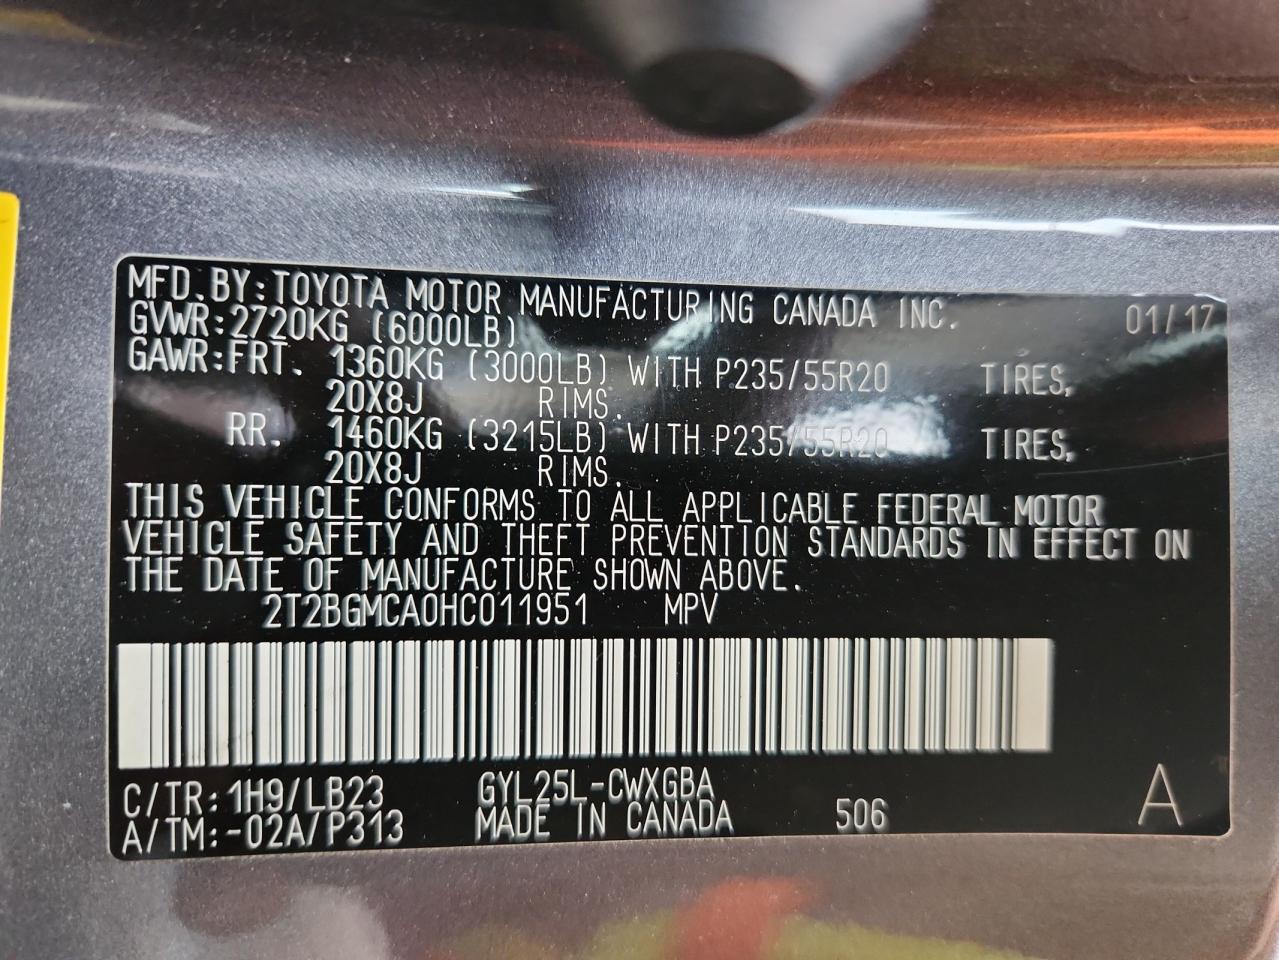 MFD.BY:TOYOTA MOTOR MANUFACTURING CANADA INC. 01/17
GVWR:2720KG (6000LB)
GAWR:FRT. 1360KG (3000LB) WITH P235/55R20 TIRES,
20X8J RIMS.
RR. 1460KG (3215LB) WITH P235/55R20 TIRES,
20X8J RIMS.
THIS VEHICLE CONFORMS TO ALL APPLICABLE FEDERAL MOTOR
VEHICLE SAFETY AND THEFT PREVENTION STANDARDS IN EFFECT ON
THE DATE OF MANUFACTURE SHOWN ABOVE.
2T2BGMCA0HC011951 MPV
C/TR:1H9/LB23 GYL25L-CWXGBA
A/TM:-02A/P313 MADE IN CANADA 506 A